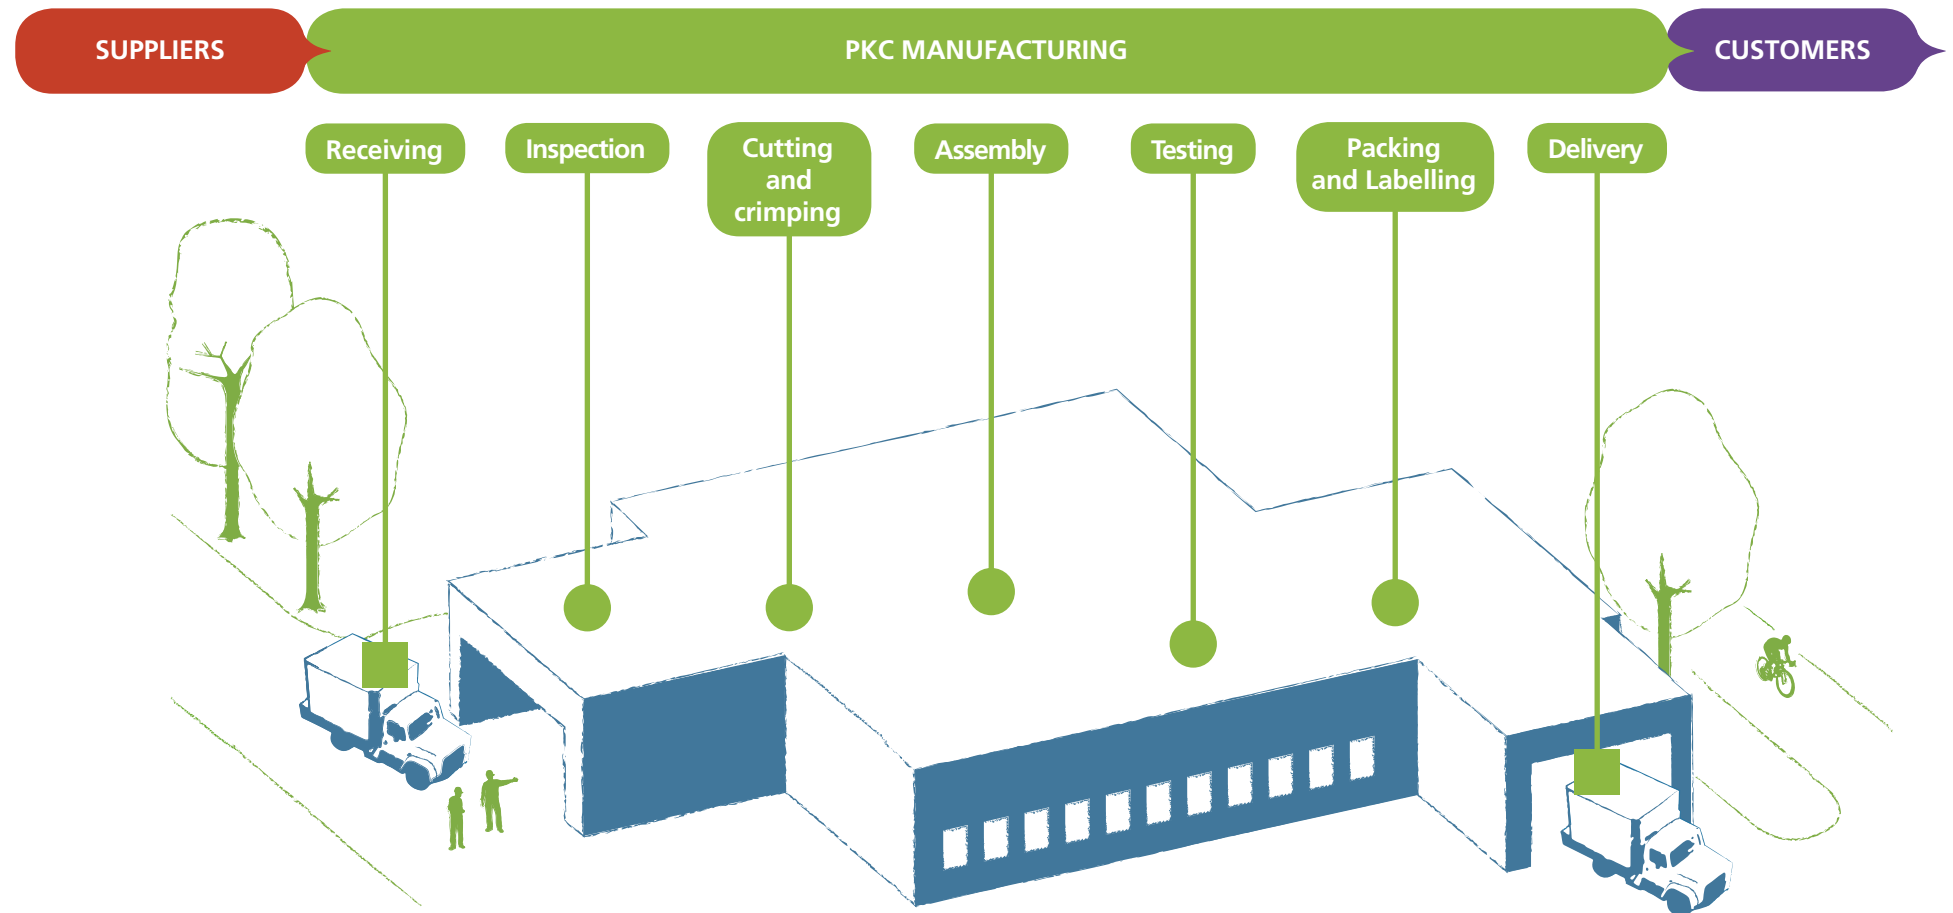 SUPPLIERS
PKC MANUFACTURING
CUSTOMERS
Receiving
Inspection
Cutting
and
crimping
Assembly
Testing
Packing
and Labelling
Delivery